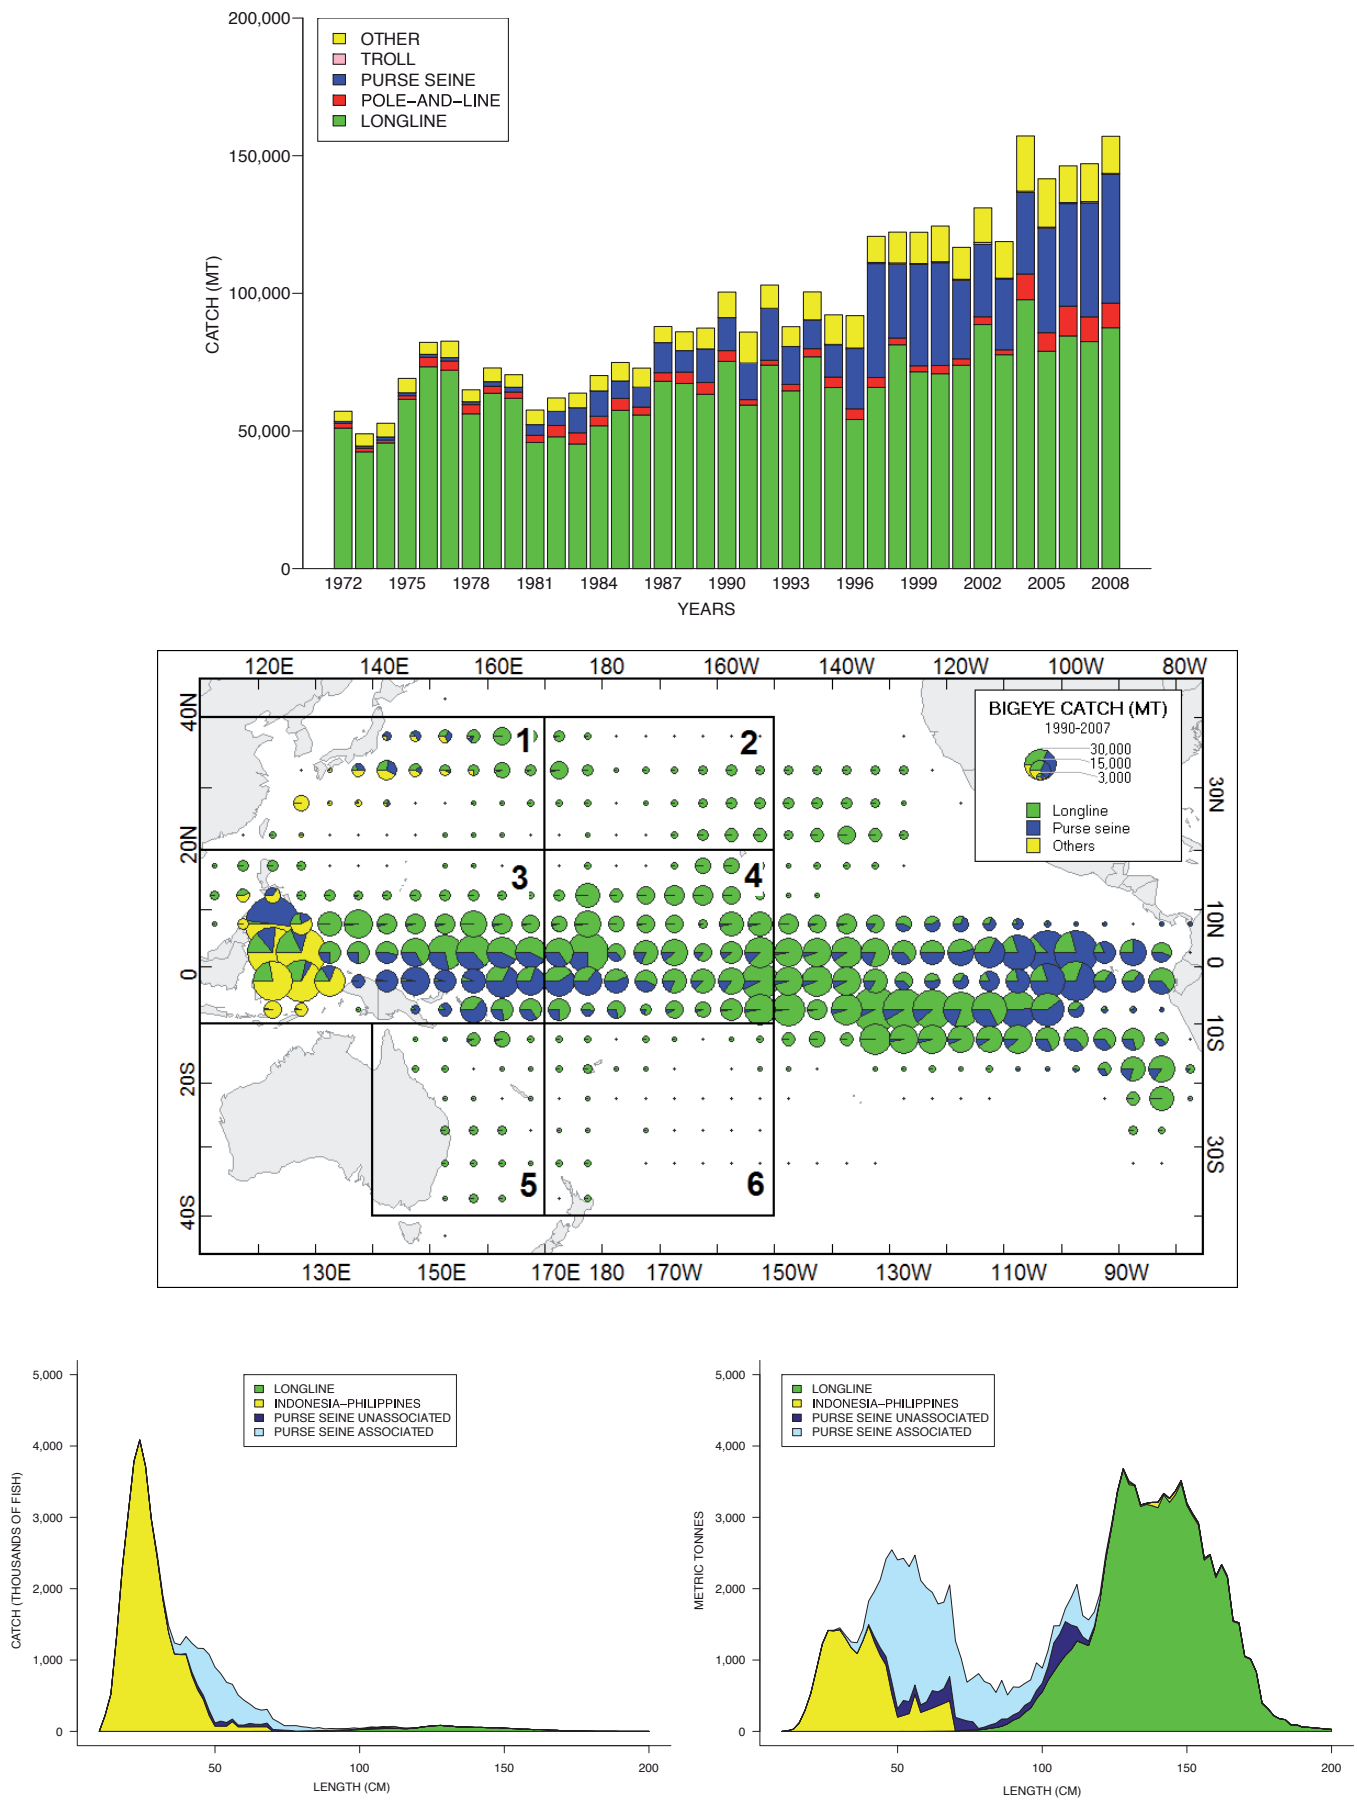 200,000
150,000
100,000
50,000
0
CATCH (MT)
OTHER
TROLL
PURSE SEINE
POLE–AND–LINE
LONGLINE
1972 1975 1978 1981 1984 1987 1990 1993 1996 1999 2002 2005 2008
YEARS
120E 140E 160E 180 160W 140W 120W 100W 80W
40N
20N
0
20S
40S
30N
10N
0
10S
30S
BIGEYE CATCH (MT)
1990-2007
30,000
15,000
3,000
Longline
Purse seine
Others
1 2
3 4
5 6
130E 150E 170E 180 170W 150W 130W 110W 90W
5,000
4,000
3,000
2,000
1,000
0
CATCH (THOUSANDS OF FISH)
LONGLINE
INDONESIA–PHILIPPINES
PURSE SEINE UNASSOCIATED
PURSE SEINE ASSOCIATED
50 100 150 200
LENGTH (CM)
5,000
4,000
3,000
2,000
1,000
0
METRIC TONNES
LONGLINE
INDONESIA–PHILIPPINES
PURSE SEINE UNASSOCIATED
PURSE SEINE ASSOCIATED
50 100 150 200
LENGTH (CM)